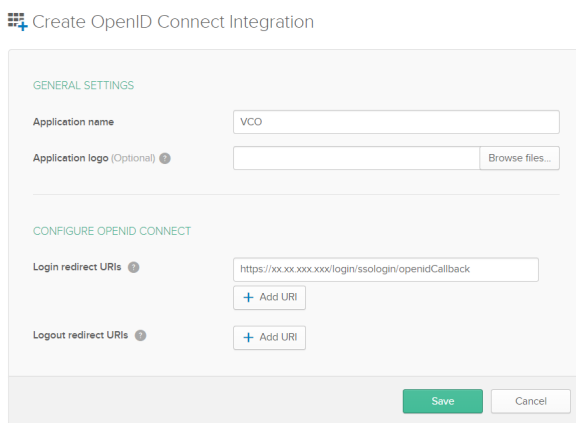 Create OpenID Connect Integration
GENERAL SETTINGS
Application name
VCO
Application logo (Optional) ?
Browse files...
CONFIGURE OPENID CONNECT
Login redirect URIs ?
https://xx.xx.xxx.xxx/login/ssologin/openidCallback
+ Add URI
Logout redirect URIs ?
+ Add URI
Save
Cancel